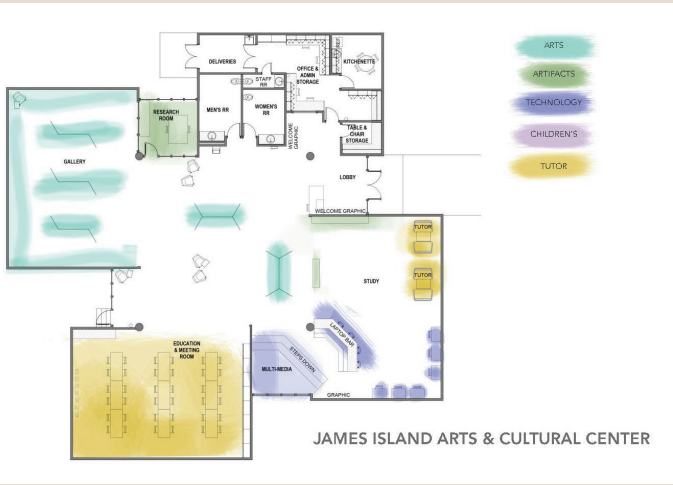 DELIVERIES
OFFICE &
ADMIN
STORAGE
REF.
KITCHENETTE
STAFF
RR
RESEARCH
ROOM
MEN'S RR
WOMEN'S
RR
WELCOME
GRAPHIC
TABLE &
CHAIR
STORAGE
GALLERY
LOBBY
WELCOME GRAPHIC
TUTOR
TUTOR
STUDY
LAPTOP BAR
EDUCATION
& MEETING
ROOM
STEPS DOWN
MULTI-MEDIA
GRAPHIC
ARTS
ARTIFACTS
TECHNOLOGY
CHILDREN'S
TUTOR
JAMES ISLAND ARTS & CULTURAL CENTER